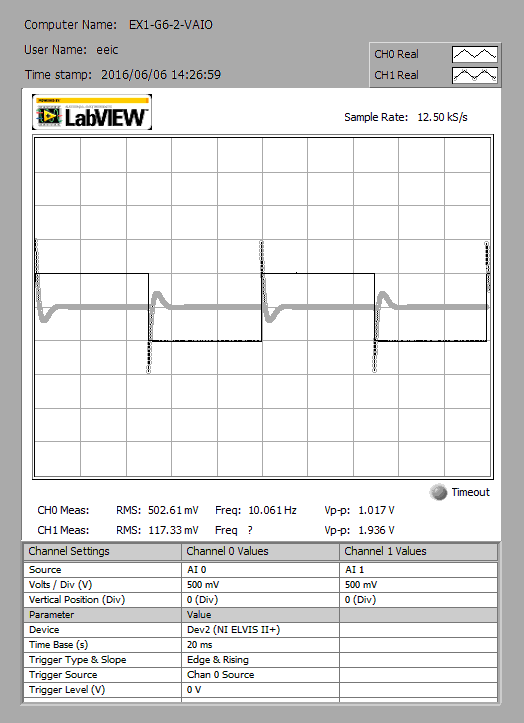 Computer Name: EX1-G6-2-VAIO
User Name: eeic
Time stamp: 2016/06/06 14:26:59
CH0 Real
CH1 Real
POWERED BY
LabVIEW™
Sample Rate: 12.50 kS/s
Timeout
CH0 Meas: RMS: 502.61 mV Freq: 10.061 Hz Vp-p: 1.017 V
CH1 Meas: RMS: 117.33 mV Freq ? Vp-p: 1.936 V
Channel Settings Channel 0 Values Channel 1 Values
Source AI 0 AI 1
Volts / Div (V) 500 mV 500 mV
Vertical Position (Div) 0 (Div) 0 (Div)
Parameter Value
Device Dev2 (NI ELVIS II+)
Time Base (s) 20 ms
Trigger Type & Slope Edge & Rising
Trigger Source Chan 0 Source
Trigger Level (V) 0 V